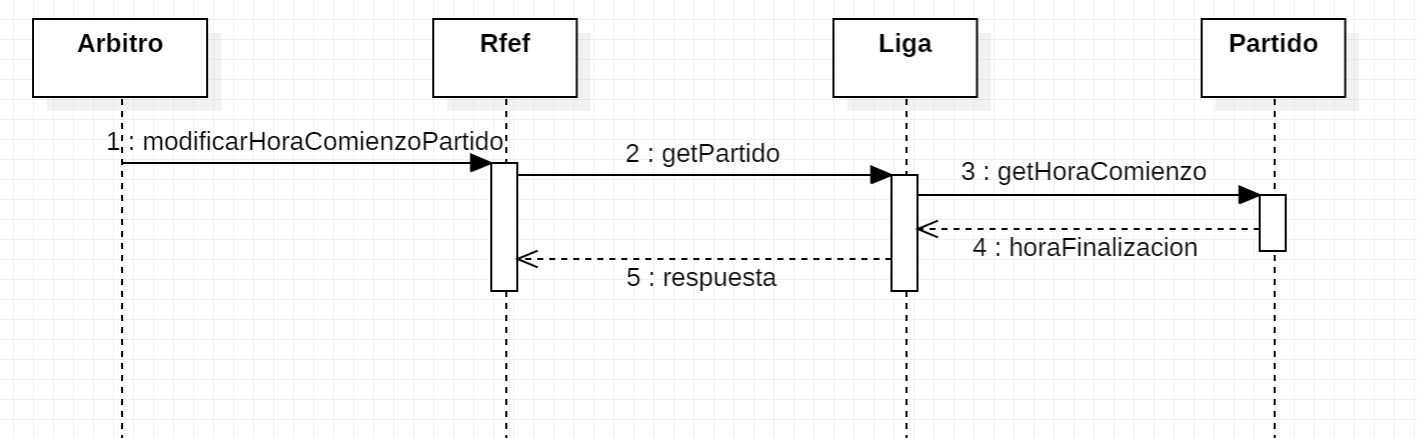 Arbitro
Rfef
Liga
Partido
1 : modificarHoraComienzoPartido
2 : getPartido
3 : getHoraComienzo
4 : horaFinalizacion
5 : respuesta